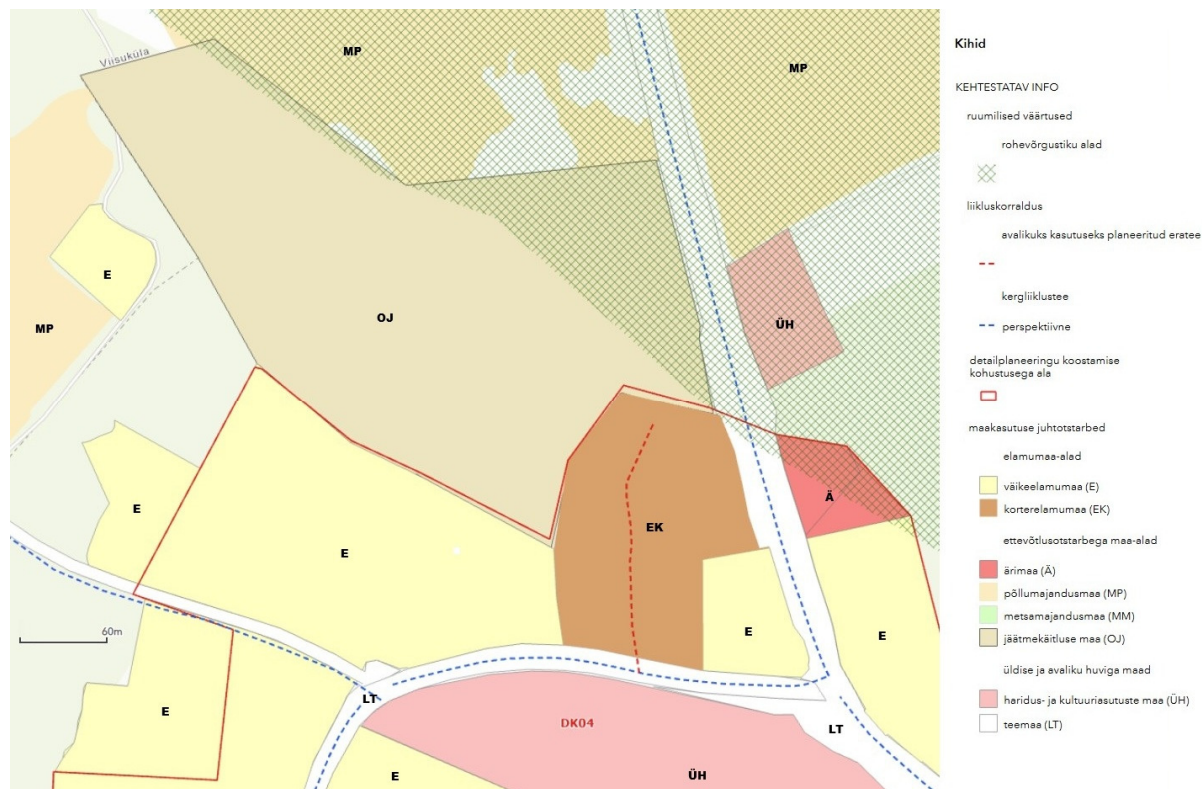 Viisuküla
MP
MP
E
MP
OJ
ÜH
E
E
EK
Ä
E
E
60m
E
LT
DK04
LT
E
ÜH
Kihid
KEHTESTATAV INFO
ruumilised väärtused
rohevõrgustiku alad
liikluskorraldus
avalikuks kasutuseks planeeritud eratee
kergliiklustee
perspektiivne
detailplaneeringu koostamise
kohustusega ala
maakasutuse juhtotstarbed
elamumaa-alad
väikeelamumaa (E)
korterelamumaa (EK)
ettevõtlusotstarbega maa-alad
ärimaa (Ä)
põllumajandusmaa (MP)
metsamajandusmaa (MM)
jäätmekäitluse maa (OJ)
üldise ja avaliku huviga maad
haridus- ja kultuuriasutuste maa (ÜH)
teemaa (LT)